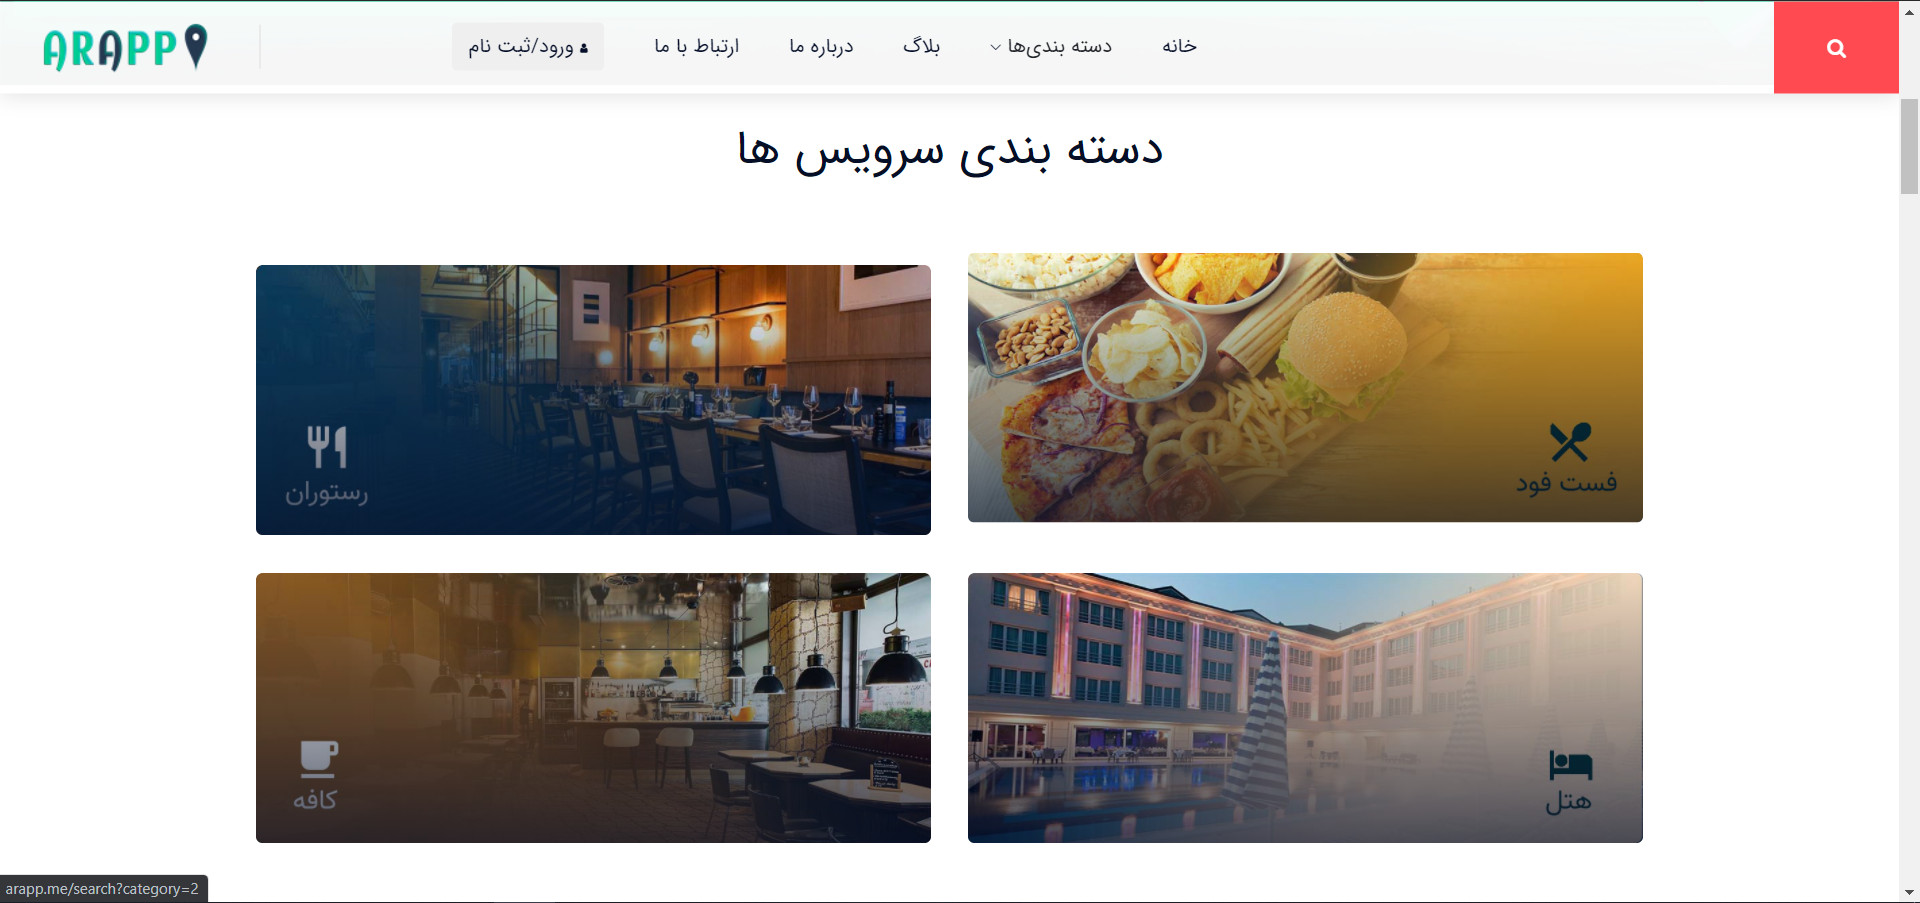 خانه
دسته بندی‌ها
بلاگ
درباره ما
ارتباط با ما
ورود/ثبت نام
ARAPP
دسته بندی سرویس ها
فست فود
رستوران
هتل
کافه
arapp.me/search?category=2